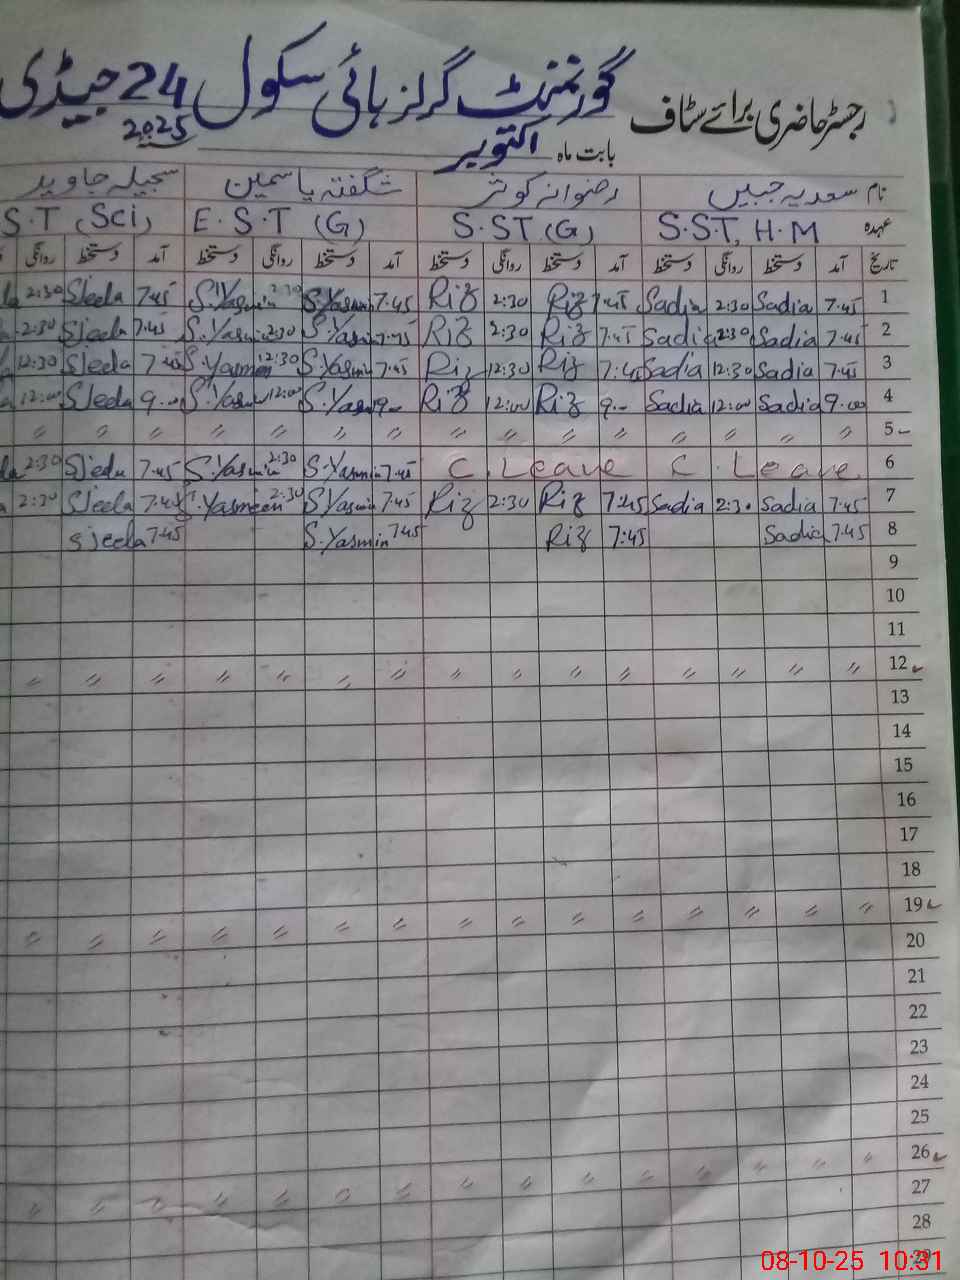 رجسٹر حاضری برائے سٹاف گورنمنٹ گرلز ہائی سکول 24 جیڈی
بابت ماہ اکتوبر 2025
نام سعدیہ جبیں رضوانہ کوثر شگفتہ یاسمین سجیلہ جاوید
عہدہ S.ST, H.M S.ST (G) E.S.T (G) S.T (Sci)
تاریخ آمد دستخط روانگی دستخط آمد دستخط روانگی دستخط آمد دستخط روانگی دستخط آمد دستخط روانگی
1 7:45 Sadia 2:30 Sadia 7:45 Riz 2:30 Riz 7:45 S.Yasmin 2:30 S.Yasmin 7:45 Sjeela 2:30
2 7:45 Sadia 2:30 Sadia 7:45 Riz 2:30 Riz 7:45 S.Yasmin 2:30 S.Yasmin 7:45 Sjeela 2:30
3 7:45 Sadia 12:30 Sadia 7:45 Riz 12:30 Riz 7:45 S.Yasmin 12:30 S.Yasmeen 7:45 Sjeela 12:30
4 9:00 Sadia 12:00 Sadia 9:00 Riz 12:00 Riz 9:00 S.Yasmin 12:00 S.Yasmin 9:00 Sjeela 12:00
5 〃 〃 〃 〃 〃 〃 〃 〃 〃 〃 〃 〃 〃 〃 〃
6 C. Leave C. Leave 7:45 S.Yasmin 2:30 S.Yasmin 7:45 Sjeela 2:30
7 7:45 Sadia 2:30 Sadia 7:45 Riz 2:30 Riz 7:45 S.Yasmin 2:30 S.Yasmeen 7:45 Sjeela 2:30
8 7:45 Sadia 7:45 Riz 7:45 S.Yasmin 7:45 Sjeela
9
10
11
12 〃 〃 〃 〃 〃 〃 〃 〃 〃 〃 〃 〃 〃 〃 〃
13
14
15
16
17
18
19 〃 〃 〃 〃 〃 〃 〃 〃 〃 〃 〃 〃 〃 〃 〃
20
21
22
23
24
25
26 〃 〃 〃 〃 〃 〃 〃 〃 〃 〃 〃 〃 〃 〃 〃
27
28
29
08-10-25 10:31